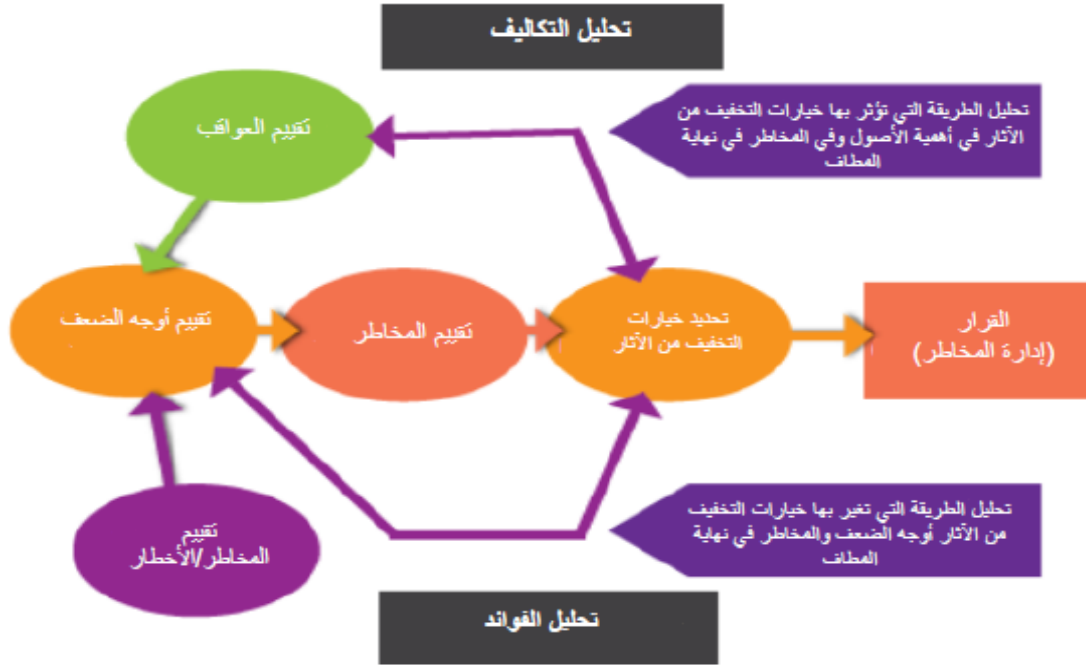 تحليل التكاليف
تقييم العواقب
تحليل الطريقة التي تؤثر بها خيارات التخفيف من
الآثار في أهمية الأصول وفي المخاطر في نهاية
المطاف
تقييم أوجه الضعف
تقييم المخاطر
تحديد خيارات
التخفيف من الآثار
القرار
(إدارة المخاطر)
تقييم
المخاطر/الأخطار
تحليل الطريقة التي تغير بها خيارات التخفيف
من الآثار أوجه الضعف والمخاطر في نهاية
المطاف
تحليل الفوائد